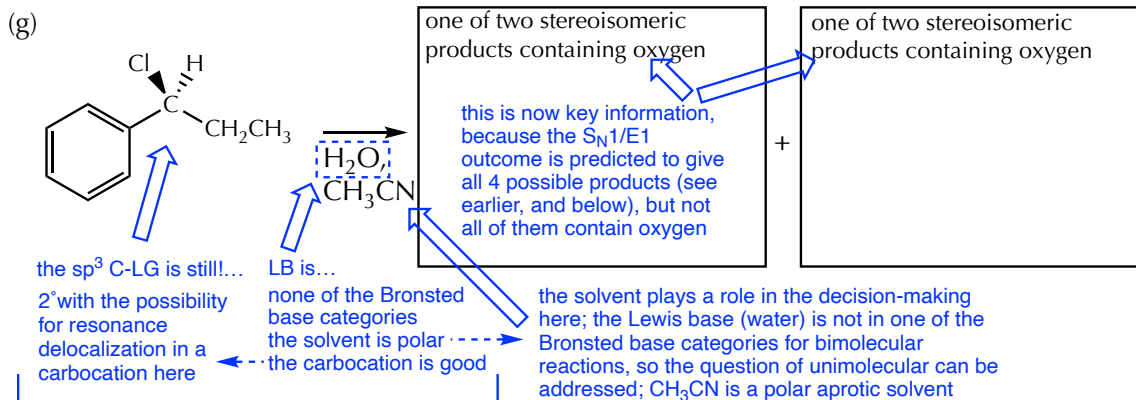 (g)
Cl
H
C
CH₂CH₃
H₂O,
CH₃CN
one of two stereoisomeric
products containing oxygen
this is now key information,
because the Sₙ1/E1
outcome is predicted to give
all 4 possible products (see
earlier, and below), but not
all of them contain oxygen
+
one of two stereoisomeric
products containing oxygen
the sp³ C-LG is still!...
2˚with the possibility
for resonance
delocalization in a
carbocation here
LB is...
none of the Bronsted
base categories
the solvent is polar
the carbocation is good
the solvent plays a role in the decision-making
here; the Lewis base (water) is not in one of the
Bronsted base categories for bimolecular
reactions, so the question of unimolecular can be
addressed; CH₃CN is a polar aprotic solvent